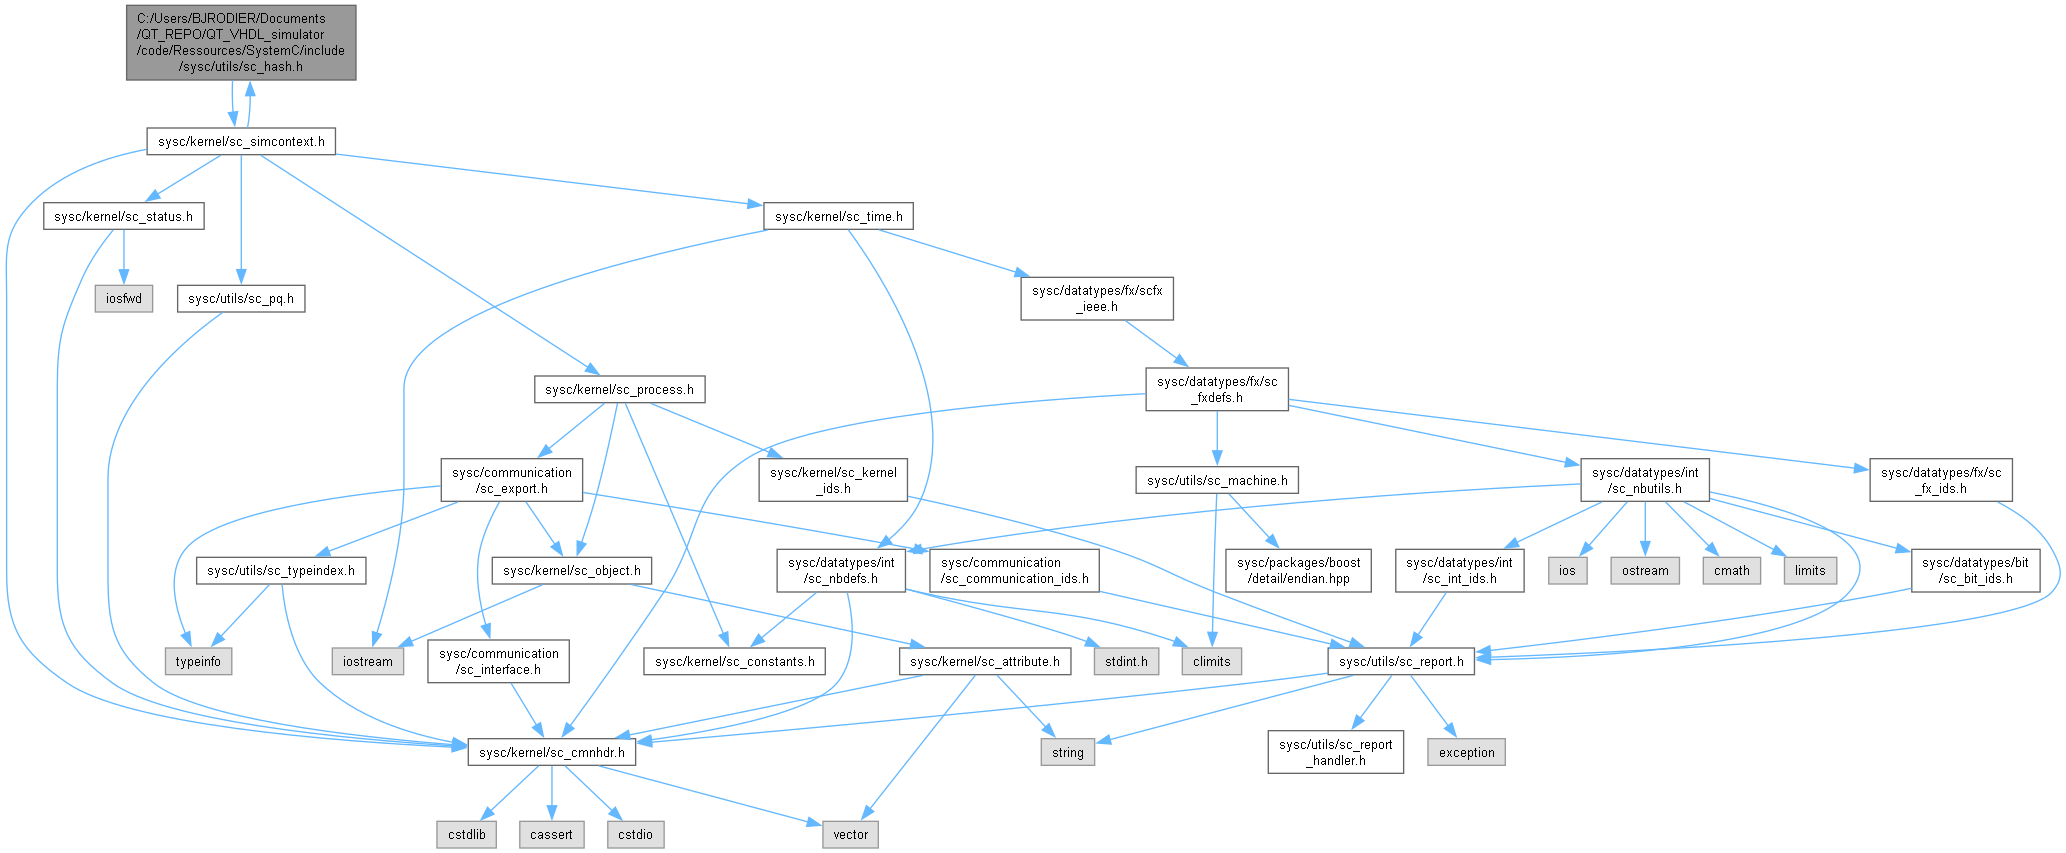 C:/Users/BJRODIER/Documents
/QT_REPO/QT_VHDL_simulator
/code/Ressources/SystemC/include
/sysc/utils/sc_hash.h
sysc/kernel/sc_simcontext.h
sysc/kernel/sc_status.h
sysc/kernel/sc_time.h
iosfwd
sysc/utils/sc_pq.h
sysc/datatypes/fx/scfx
_ieee.h
sysc/kernel/sc_process.h
sysc/datatypes/fx/sc
_fxdefs.h
sysc/communication
/sc_export.h
sysc/kernel/sc_kernel
_ids.h
sysc/utils/sc_machine.h
sysc/datatypes/int
/sc_nbutils.h
sysc/datatypes/fx/sc
_fx_ids.h
sysc/utils/sc_typeindex.h
sysc/kernel/sc_object.h
sysc/datatypes/int
/sc_nbdefs.h
sysc/communication
/sc_communication_ids.h
sysc/packages/boost
/detail/endian.hpp
sysc/datatypes/int
/sc_int_ids.h
ios
ostream
cmath
limits
sysc/datatypes/bit
/sc_bit_ids.h
typeinfo
iostream
sysc/communication
/sc_interface.h
sysc/kernel/sc_constants.h
sysc/kernel/sc_attribute.h
stdint.h
climits
sysc/utils/sc_report.h
sysc/kernel/sc_cmnhdr.h
string
sysc/utils/sc_report
_handler.h
exception
cstdlib
cassert
cstdio
vector